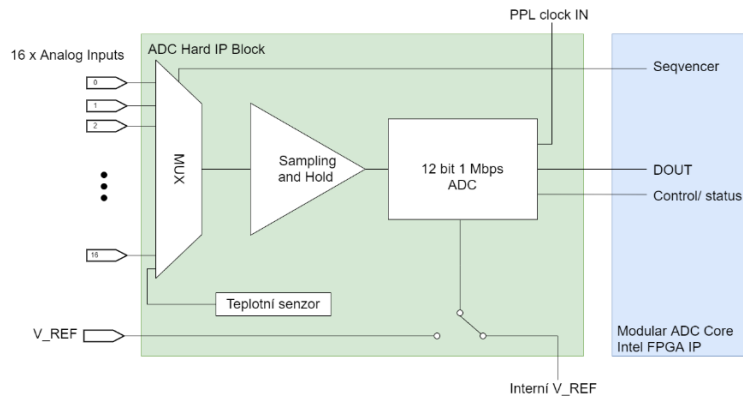 PPL clock IN
ADC Hard IP Block
16 x Analog Inputs
0
Seqvencer
1
2
MUX
Sampling
and Hold
12 bit 1 Mbps
ADC
DOUT
Control/ status
16
Teplotní senzor
V_REF
Modular ADC Core
Intel FPGA IP
Interní V_REF